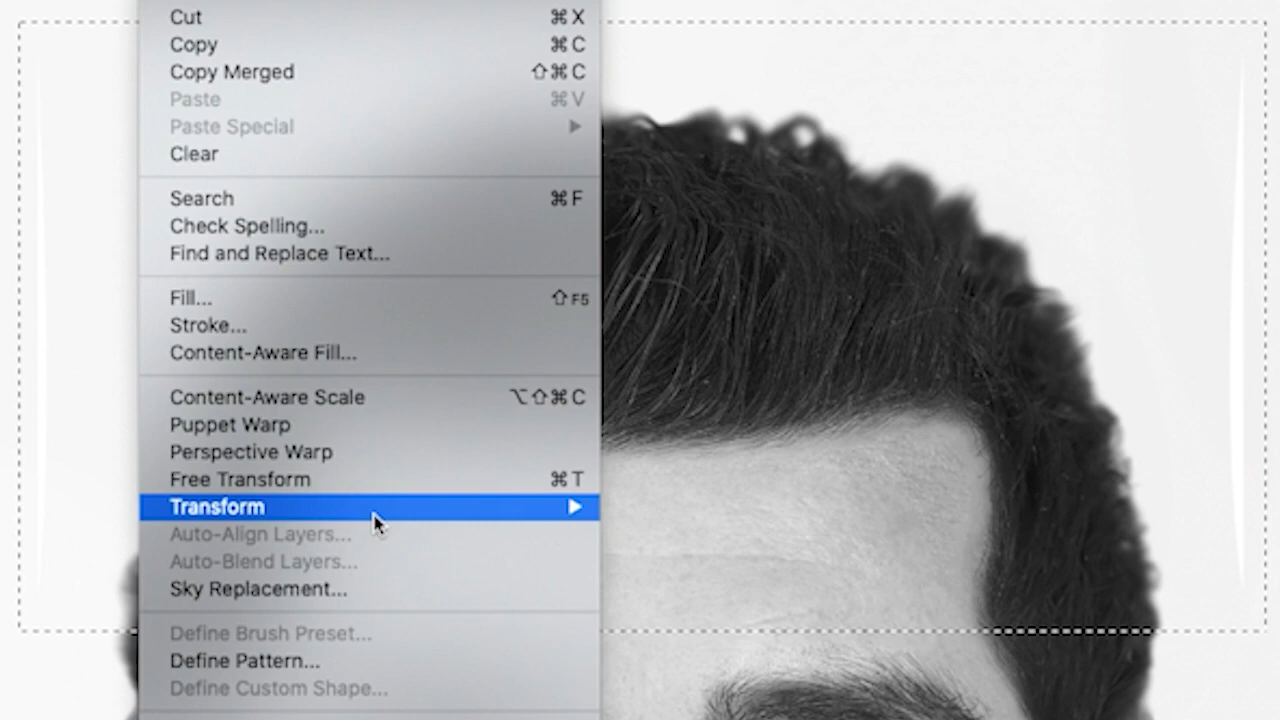 Cut ⌘X
Copy ⌘C
Copy Merged ⇧⌘C
Paste ⌘V
Paste Special ▶
Clear
Search ⌘F
Check Spelling...
Find and Replace Text...
Fill... ⇧F5
Stroke...
Content-Aware Fill...
Content-Aware Scale ⌥⇧⌘C
Puppet Warp
Perspective Warp
Free Transform ⌘T
Transform ▶
Auto-Align Layers...
Auto-Blend Layers...
Sky Replacement...
Define Brush Preset...
Define Pattern...
Define Custom Shape...